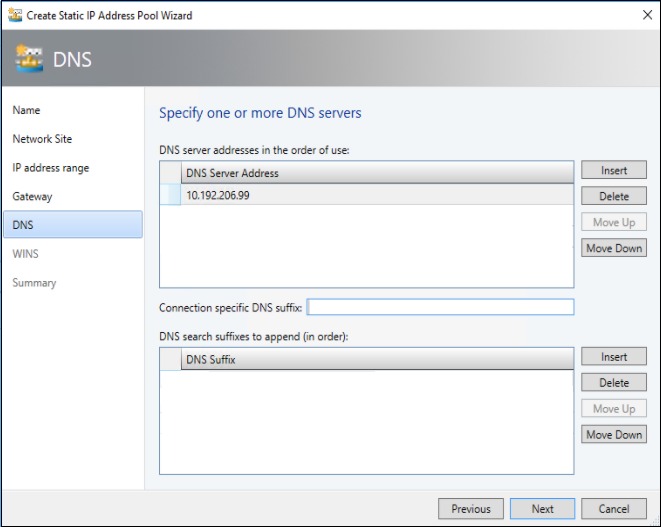 Create Static IP Address Pool Wizard
DNS
Name
Network Site
IP address range
Gateway
DNS
WINS
Summary
Specify one or more DNS servers
DNS server addresses in the order of use:
DNS Server Address
10.192.206.99
Insert
Delete
Move Up
Move Down
Connection specific DNS suffix:
DNS search suffixes to append (in order):
DNS Suffix
Insert
Delete
Move Up
Move Down
Previous
Next
Cancel